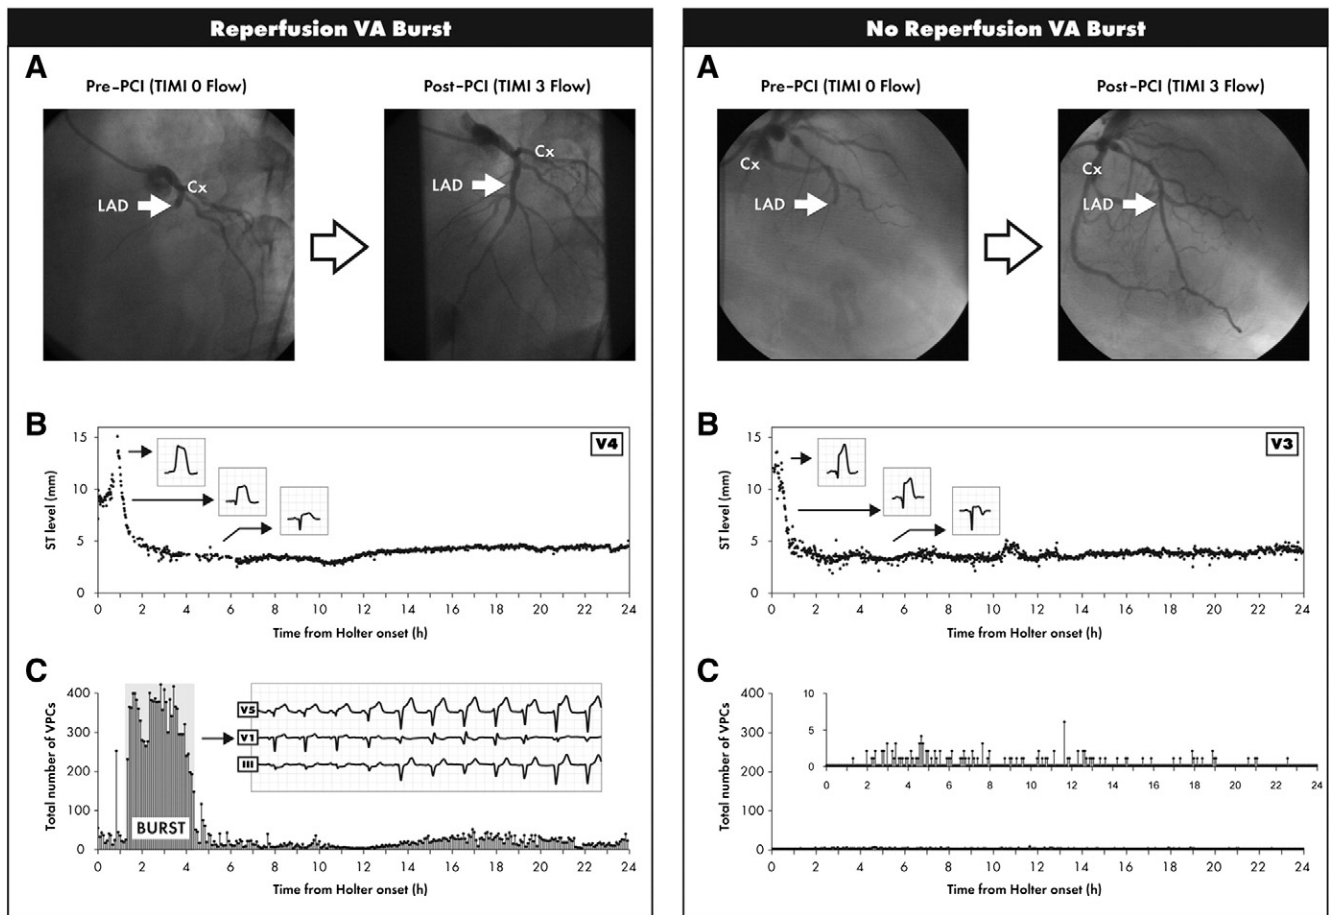 Reperfusion VA Burst
A
Pre-PCI (TIMI 0 Flow)
Post-PCI (TIMI 3 Flow)
Cx
LAD
Cx
LAD
B
V4
ST level (mm)
15
10
5
0
0 2 4 6 8 10 12 14 16 18 20 22 24
Time from Holter onset (h)
C
Total number of VPCs
400
300
200
100
0
V5
V1
III
BURST
0 2 4 6 8 10 12 14 16 18 20 22 24
Time from Holter onset (h)
No Reperfusion VA Burst
A
Pre-PCI (TIMI 0 Flow)
Post-PCI (TIMI 3 Flow)
Cx
LAD
Cx
LAD
B
V3
ST level (mm)
15
10
5
0
0 2 4 6 8 10 12 14 16 18 20 22 24
Time from Holter onset (h)
C
Total number of VPCs
400
300
200
100
0
10
5
0
0 2 4 6 8 10 12 14 16 18 20 22 24
0 2 4 6 8 10 12 14 16 18 20 22 24
Time from Holter onset (h)